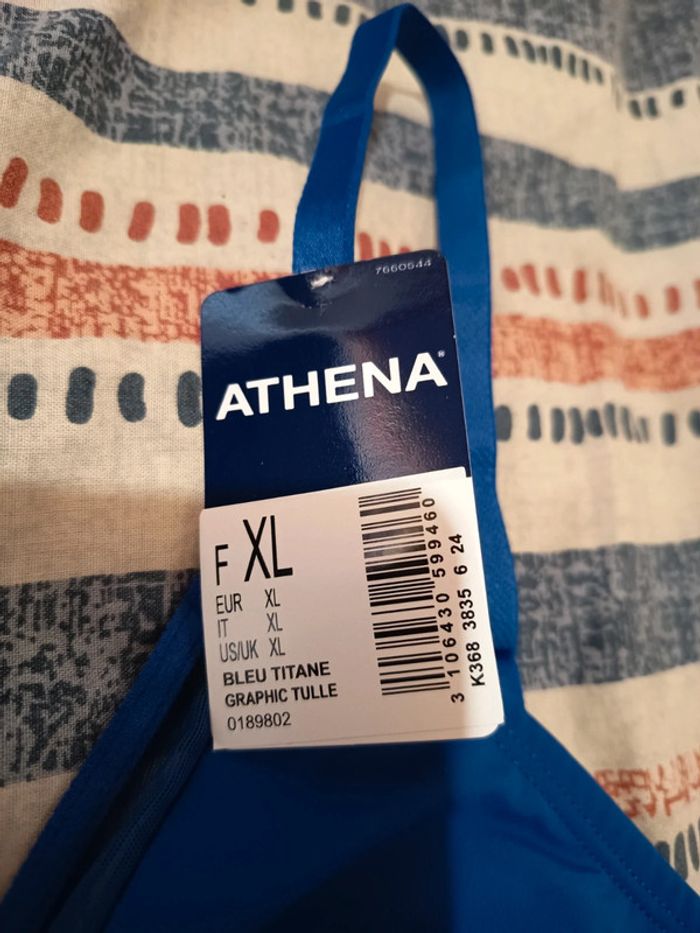 7660544
ATHENA®
F XL
EUR XL
IT XL
US/UK XL
BLEU TITANE
GRAPHIC TULLE
0189802
3 106430 599460
K368 3835 6 24